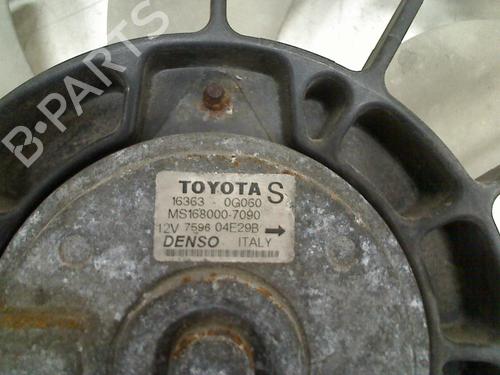 B-PARTS
TOYOTA S
16363 0G060
MS168000-7090
12V 7596 04E29B →
DENSO ITALY